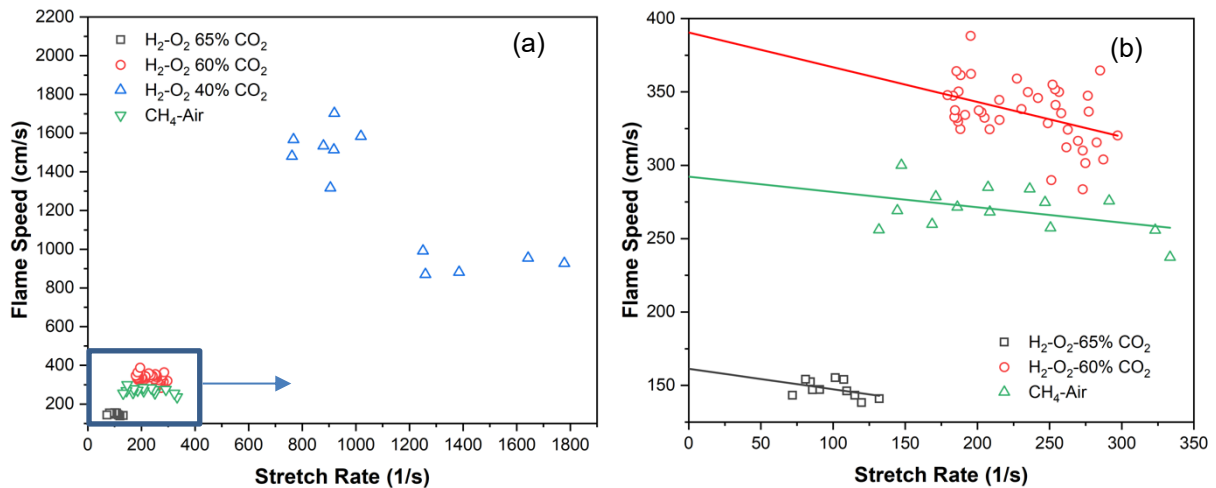 (a)
H₂-O₂ 65% CO₂
H₂-O₂ 60% CO₂
H₂-O₂ 40% CO₂
CH₄-Air
Flame Speed (cm/s)
2200
2000
1800
1600
1400
1200
1000
800
600
400
200
0 200 400 600 800 1000 1200 1400 1600 1800
Stretch Rate (1/s)
(b)
Flame Speed (cm/s)
400
350
300
250
200
150
H₂-O₂-65% CO₂
H₂-O₂-60% CO₂
CH₄-Air
0 50 100 150 200 250 300 350
Stretch Rate (1/s)